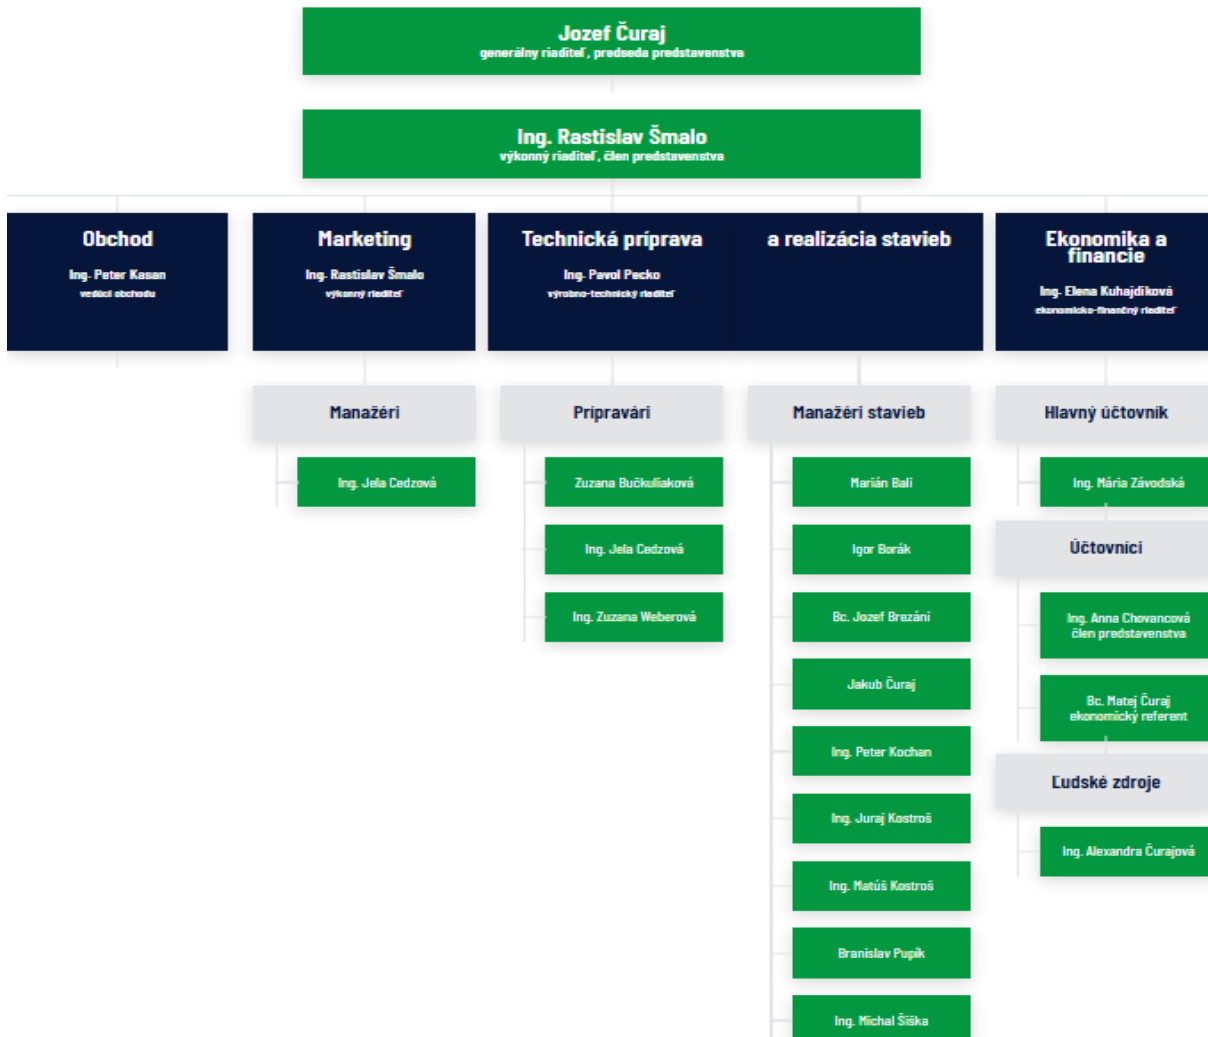 Jozef Čuraj
generálny riaditeľ, predseda predstavenstva
Ing. Rastislav Šmalo
výkonný riaditeľ, člen predstavenstva
Obchod
Ing. Peter Kasan
vedúci obchodu
Marketing
Ing. Rastislav Šmalo
výkonný riaditeľ
Technická príprava
Ing. Pavol Pecko
výrobno-technický riaditeľ
a realizácia stavieb
Ekonomika a
financie
Ing. Elena Kuhajdíková
ekonomicko-finančný riaditeľ
Manažéri
Ing. Jela Cedzová
Prípravári
Zuzana Bučkuliaková
Ing. Jela Cedzová
Ing. Zuzana Weberová
Manažéri stavieb
Marián Bali
Igor Borák
Bc. Jozef Brezáni
Jakub Čuraj
Ing. Peter Kochan
Ing. Juraj Kostroš
Ing. Matúš Kostroš
Branislav Pupík
Ing. Michal Šiška
Hlavný účtovník
Ing. Mária Závodská
Účtovníci
Ing. Anna Chovancová
člen predstavenstva
Bc. Matej Čuraj
ekonomický referent
Ľudské zdroje
Ing. Alexandra Čurajová